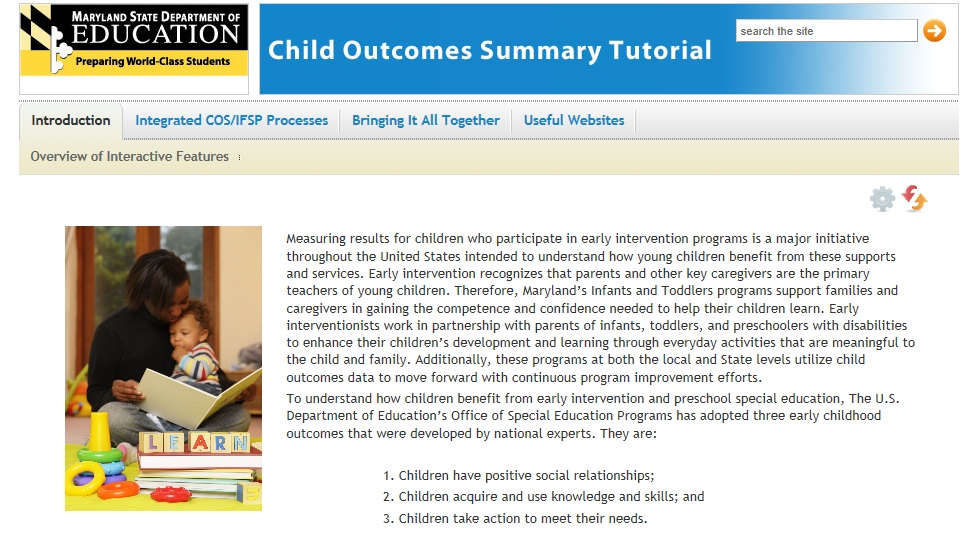 MARYLAND STATE DEPARTMENT OF
EDUCATION
Preparing World-Class Students
Child Outcomes Summary Tutorial
search the site
Introduction
Integrated COS/IFSP Processes
Bringing It All Together
Useful Websites
Overview of Interactive Features
Measuring results for children who participate in early intervention programs is a major initiative
throughout the United States intended to understand how young children benefit from these supports
and services. Early intervention recognizes that parents and other key caregivers are the primary
teachers of young children. Therefore, Maryland's Infants and Toddlers programs support families and
caregivers in gaining the competence and confidence needed to help their children learn. Early
interventionists work in partnership with parents of infants, toddlers, and preschoolers with disabilities
to enhance their children's development and learning through everyday activities that are meaningful to
the child and family. Additionally, these programs at both the local and State levels utilize child
outcomes data to move forward with continuous program improvement efforts.
To understand how children benefit from early intervention and preschool special education, The U.S.
Department of Education's Office of Special Education Programs has adopted three early childhood
outcomes that were developed by national experts. They are:
LEARN
1. Children have positive social relationships;
2. Children acquire and use knowledge and skills; and
3. Children take action to meet their needs.